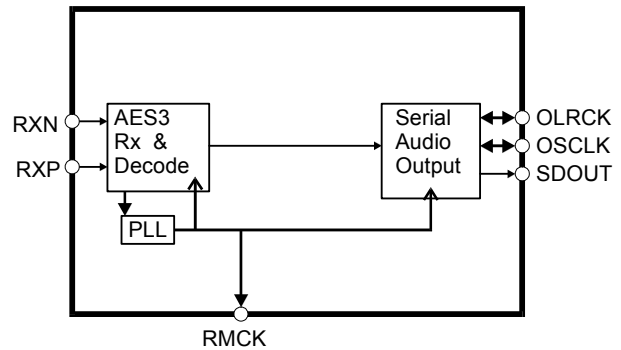 RXN
RXP
AES3
Rx &
Decode
PLL
Serial
Audio
Output
OLRCK
OSCLK
SDOUT
RMCK